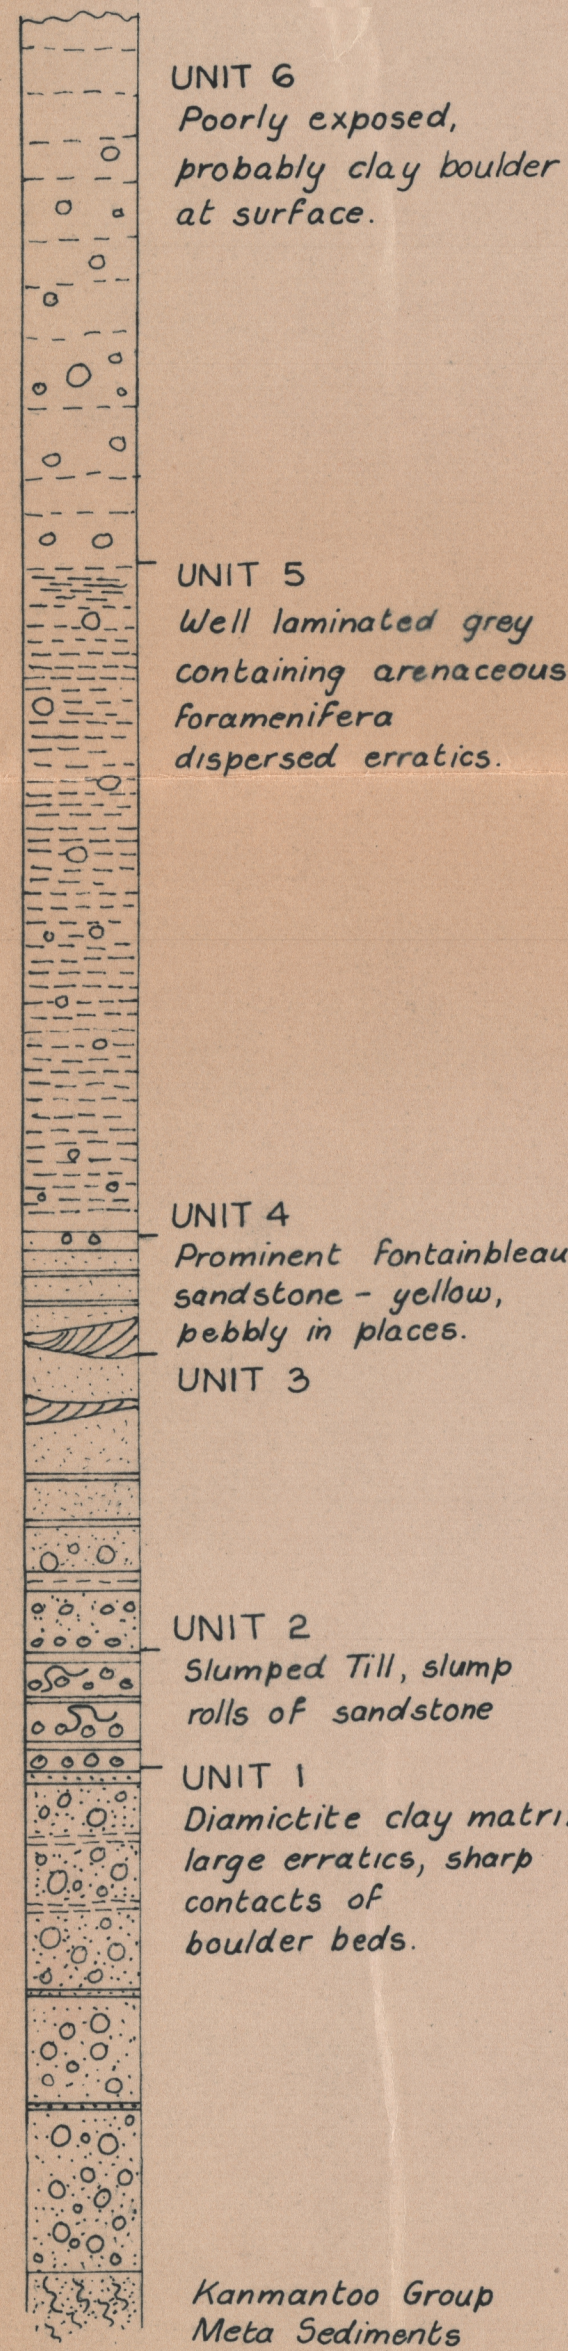 UNIT 6
Poorly exposed,
probably clay boulder
at surface.
UNIT 5
Well laminated grey
containing arenaceous
foramenifera
dispersed erratics.
UNIT 4
Prominent Fontainbleau
sandstone - yellow,
pebbly in places.
UNIT 3
UNIT 2
Slumped Till, slump
rolls of sandstone
UNIT 1
Diamictite clay matri
large erratics, sharp
contacts of
boulder beds.
Kanmantoo Group
Meta Sediments